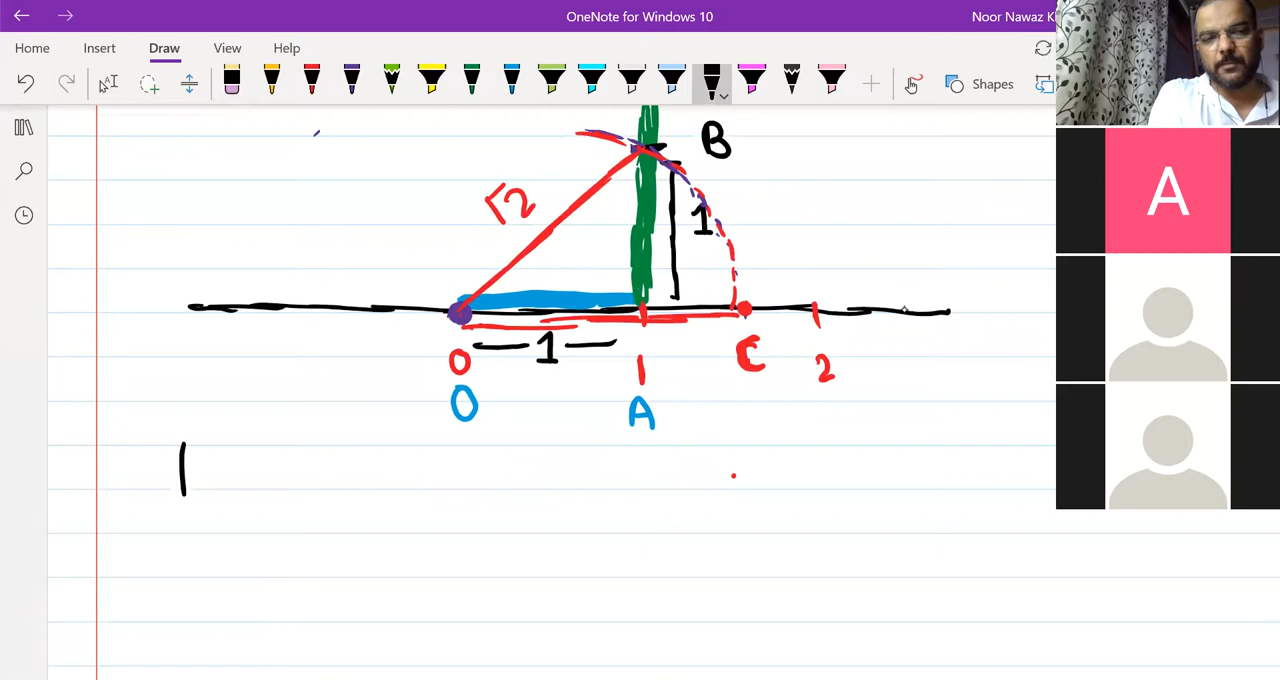 OneNote for Windows 10
Noor Nawaz K
Home Insert Draw View Help
Shapes
A
B
√2
1
1
0 1 C 2
O A